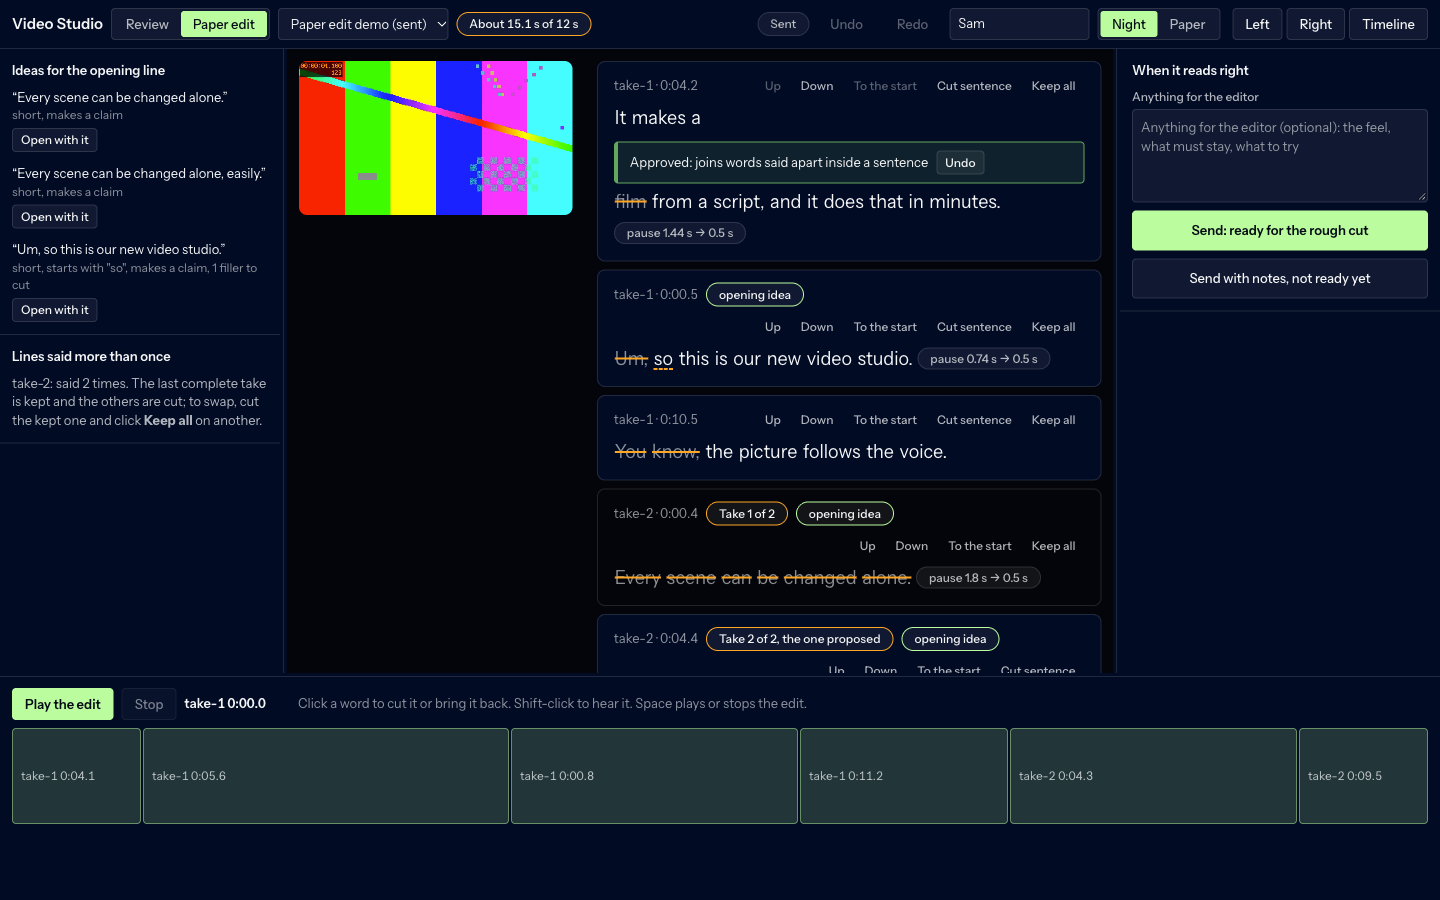 Video Studio
Review
Paper edit
Paper edit demo (sent)
About 15.1 s of 12 s
Sent
Undo
Redo
Sam
Night
Paper
Left
Right
Timeline
Ideas for the opening line
“Every scene can be changed alone.”
short, makes a claim
Open with it
“Every scene can be changed alone, easily.”
short, makes a claim
Open with it
“Um, so this is our new video studio.”
short, starts with "so", makes a claim, 1 filler to
cut
Open with it
Lines said more than once
take-2: said 2 times. The last complete take
is kept and the others are cut; to swap, cut
the kept one and click Keep all on another.
00:00:01.100
123
take-1 · 0:04.2
Up Down To the start Cut sentence Keep all
It makes a
Approved: joins words said apart inside a sentence Undo
film from a script, and it does that in minutes.
pause 1.44 s → 0.5 s
take-1 · 0:00.5 opening idea
Up Down To the start Cut sentence Keep all
Um, so this is our new video studio. pause 0.74 s → 0.5 s
take-1 · 0:10.5 Up Down To the start Cut sentence Keep all
You know, the picture follows the voice.
take-2 · 0:00.4 Take 1 of 2 opening idea
Up Down To the start Keep all
Every scene can be changed alone. pause 1.8 s → 0.5 s
take-2 · 0:04.4 Take 2 of 2, the one proposed opening idea
Up Down To the start Cut sentence
When it reads right
Anything for the editor
Anything for the editor (optional): the feel,
what must stay, what to try
Send: ready for the rough cut
Send with notes, not ready yet
Play the edit
Stop
take-1 0:00.0
Click a word to cut it or bring it back. Shift-click to hear it. Space plays or stops the edit.
take-1 0:04.1
take-1 0:05.6
take-1 0:00.8
take-1 0:11.2
take-2 0:04.3
take-2 0:09.5